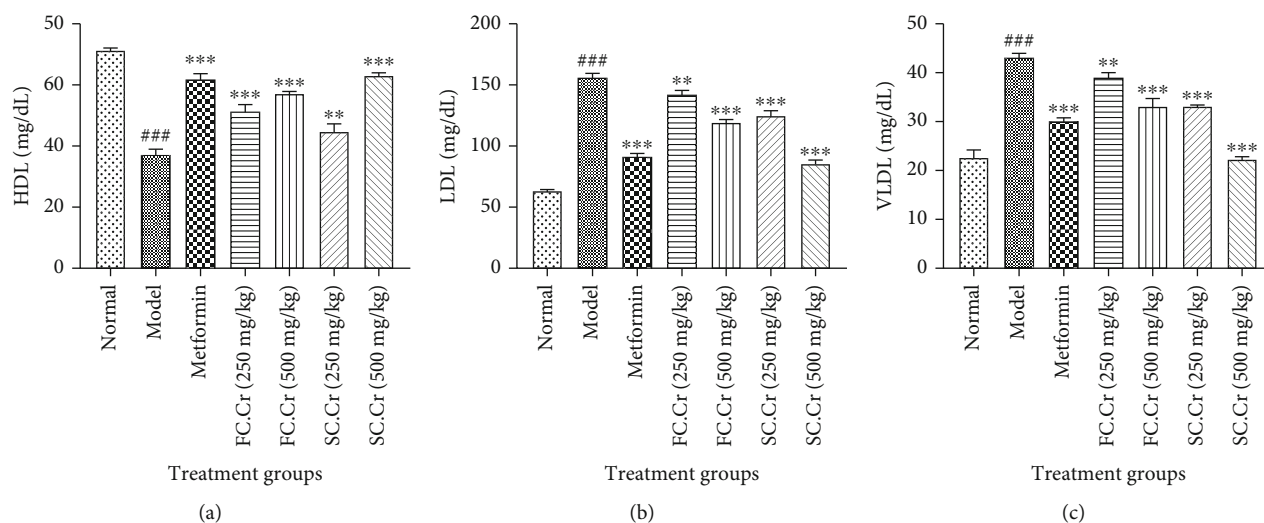 50
60
40
20
0
HDL (mg/dL)
###
***
***
***
**
***
Normal
Model
Metformin
FC.Cr (250 mg/kg)
FC.Cr (500 mg/kg)
SC.Cr (250 mg/kg)
SC.Cr (500 mg/kg)
Treatment groups
(a)
200
150
100
50
0
LDL (mg/dL)
###
***
**
***
***
***
Normal
Model
Metformin
FC.Cr (250 mg/kg)
FC.Cr (500 mg/kg)
SC.Cr (250 mg/kg)
SC.Cr (500 mg/kg)
Treatment groups
(b)
50
40
30
20
10
0
VLDL (mg/dL)
###
***
**
***
***
***
Normal
Model
Metformin
FC.Cr (250 mg/kg)
FC.Cr (500 mg/kg)
SC.Cr (250 mg/kg)
SC.Cr (500 mg/kg)
Treatment groups
(c)